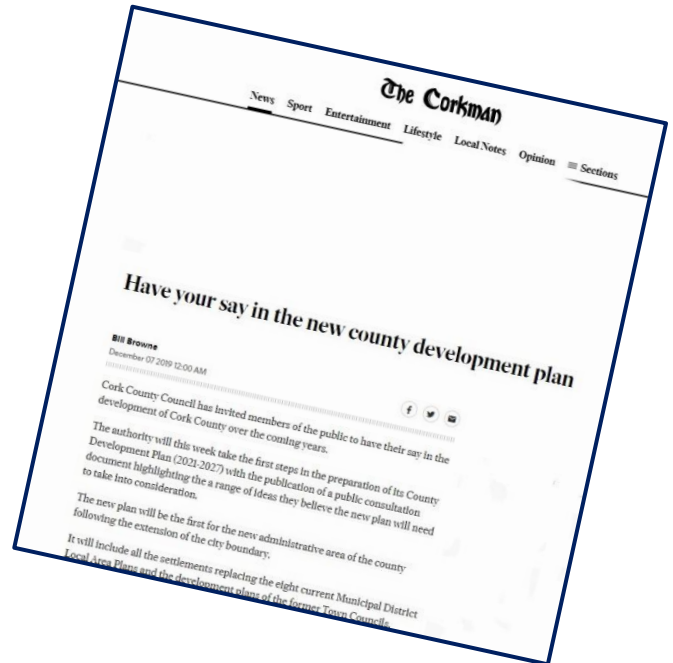 The Corkman
News Sport Entertainment Lifestyle Local Notes Opinion Sections
Have your say in the new county development plan
Bill Browne
December 07 2019 12:00 AM
Cork County Council has invited members of the public to have their say in the
development of Cork County over the coming years.
The authority will this week take the first steps in the preparation of its County
Development Plan (2021-2027) with the publication of a public consultation
document highlighting the a range of ideas they believe the new plan will need
to take into consideration.
The new plan will be the first for the new administrative area of the county
following the extension of the city boundary.
It will include all the settlements replacing the eight current Municipal District
Local Area Plans and the development plans of the former Town Councils.